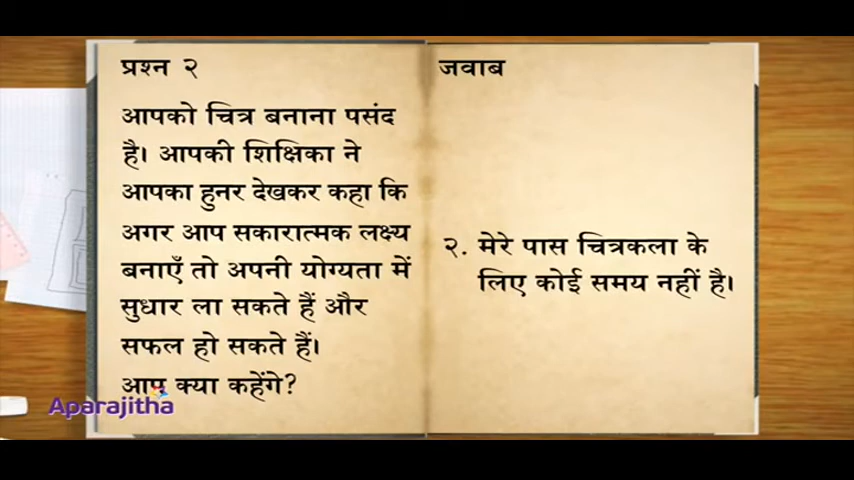 प्रश्न २
आपको चित्र बनाना पसंद
है। आपकी शिक्षिका ने
आपका हुनर देखकर कहा कि
अगर आप सकारात्मक लक्ष्य
बनाएँ तो अपनी योग्यता में
सुधार ला सकते हैं और
सफल हो सकते हैं।
आप क्या कहेंगे?
Aparajitha
जवाब
२. मेरे पास चित्रकला के
लिए कोई समय नहीं है।